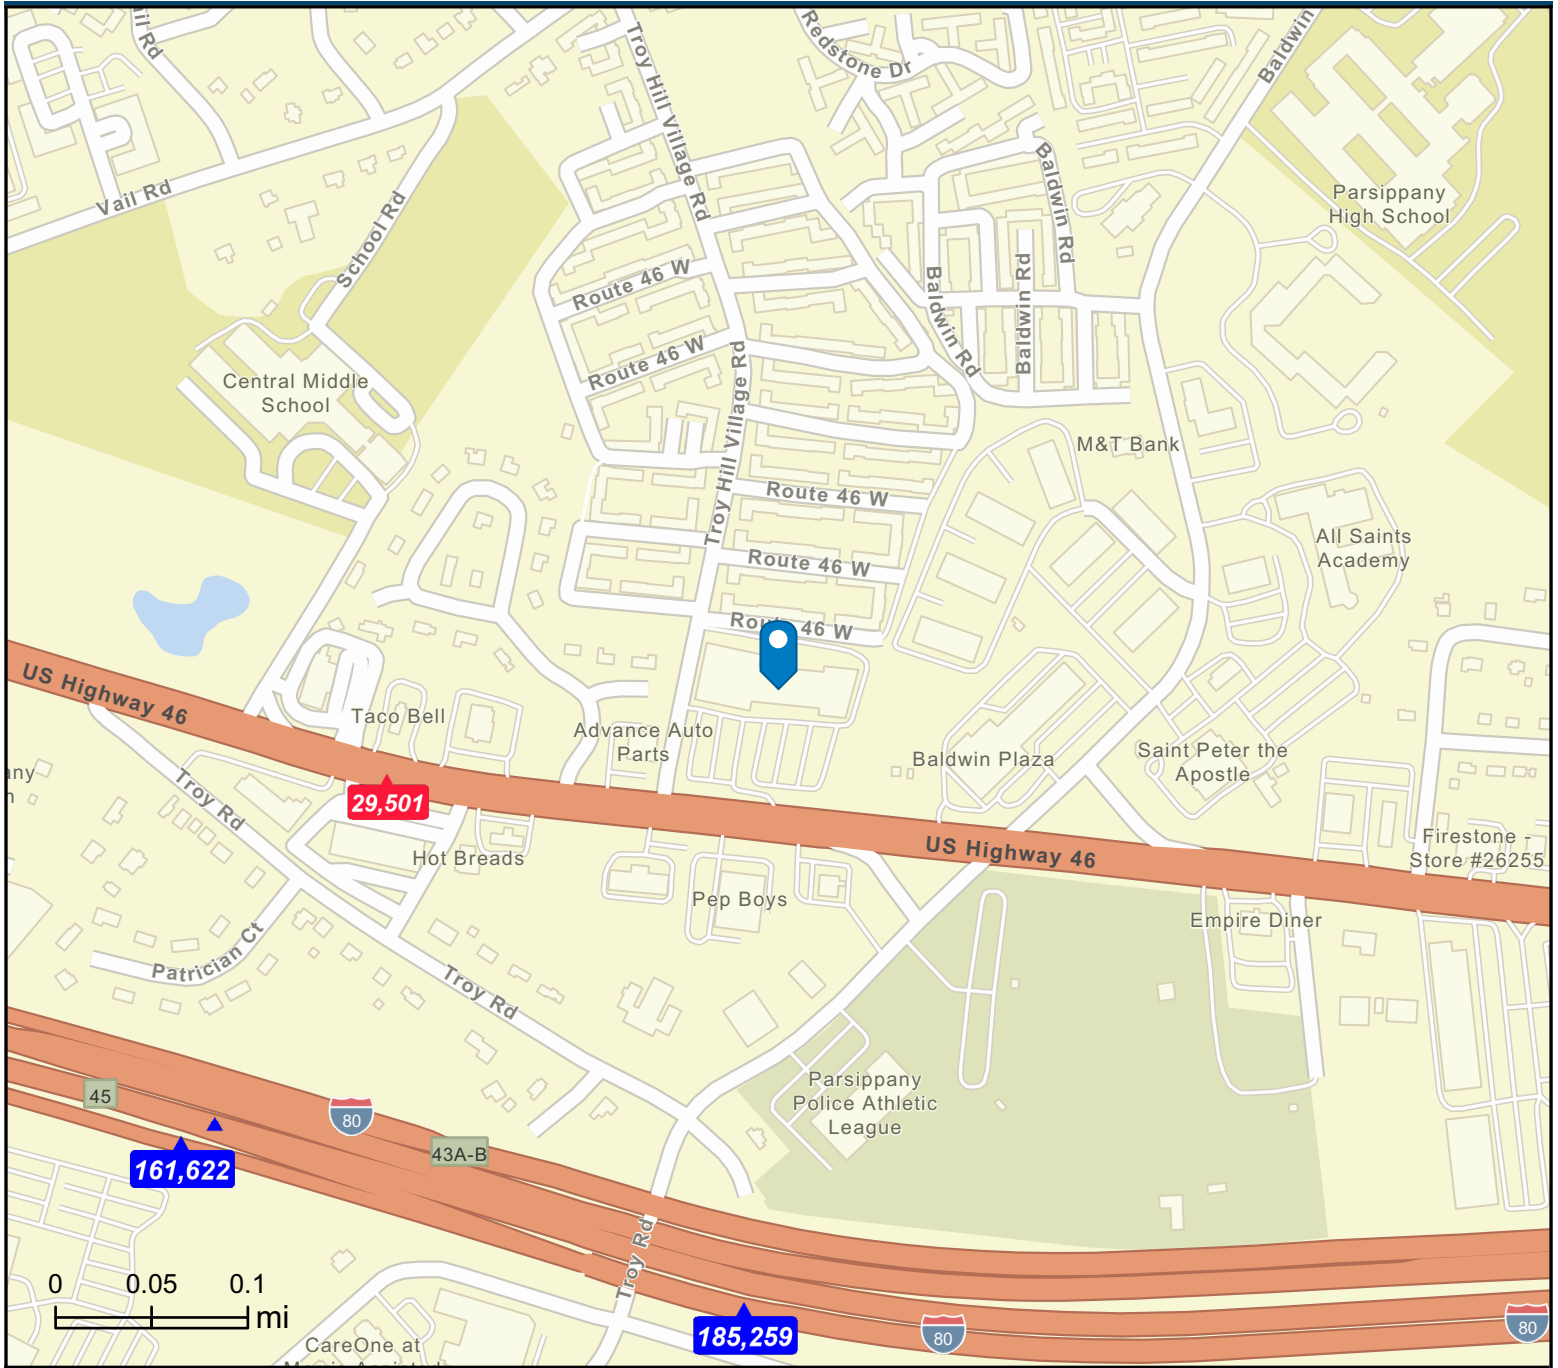 ail Rd
Redstone Dr
Baldwin
Troy Hill Village Rd
Vail Rd
School Rd
Baldwin Rd
Parsippany
High School
Route 46 W
Baldwin Rd
Baldwin Rd
Route 46 W
Troy Hill Village Rd
Central Middle
School
M&T Bank
Route 46 W
All Saints
Academy
Route 46 W
Route 46 W
US Highway 46
Taco Bell
Advance Auto
Parts
Baldwin Plaza
Saint Peter the
Apostle
any
n
Troy Rd
29,501
Hot Breads
US Highway 46
Firestone -
Store #26255
Pep Boys
Empire Diner
Patrician Ct
Troy Rd
Parsippany
Police Athletic
League
45
80
43A-B
161,622
Troy Rd
0 0.05 0.1
mi
185,259
80
80
CareOne at